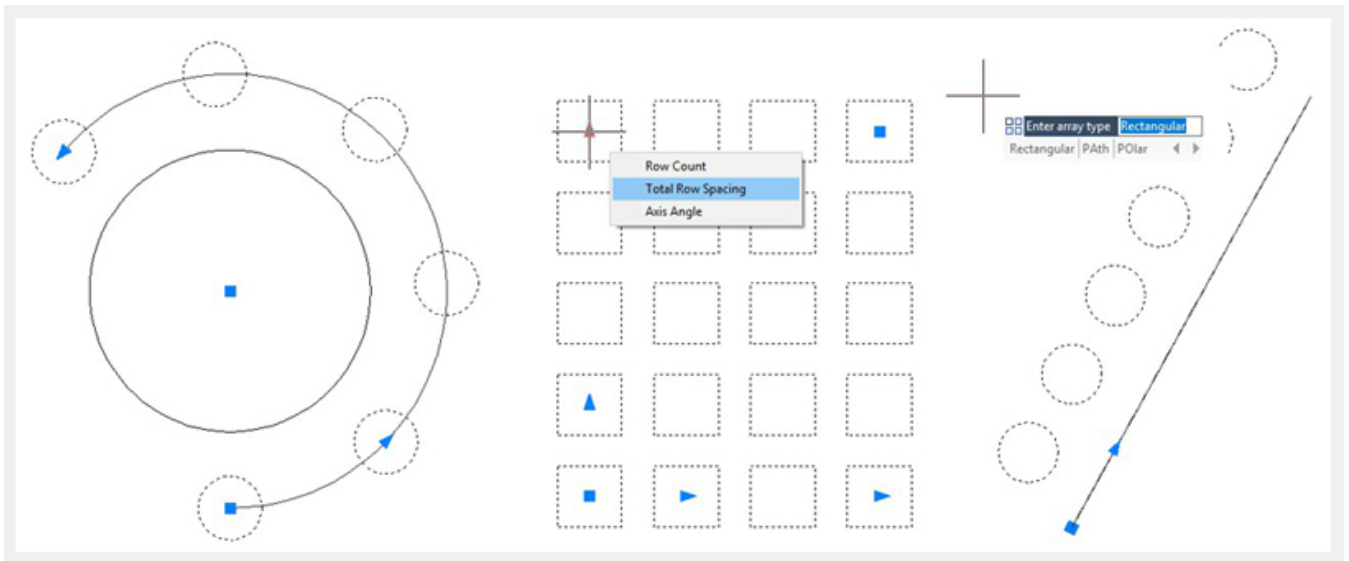 Row Count
Total Row Spacing
Axis Angle
Enter array type Rectangular
Rectangular PAth POlar